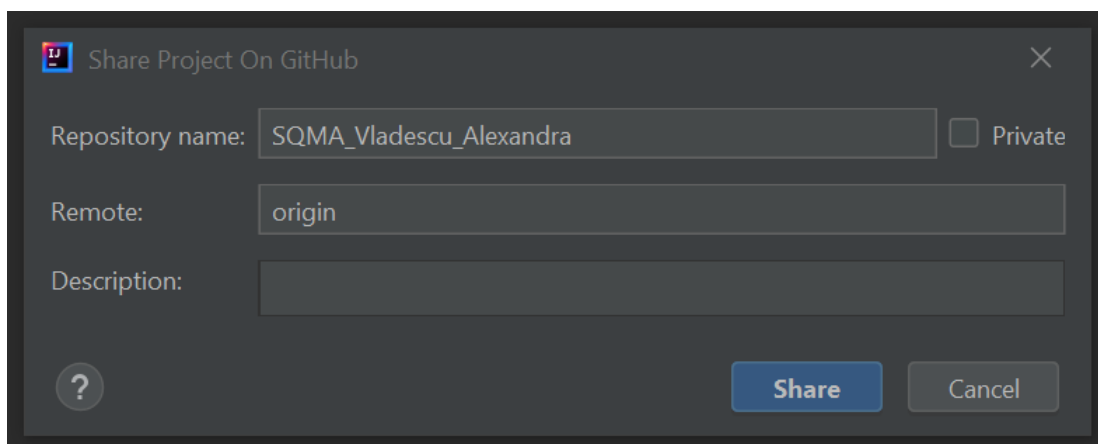 IJ
Share Project On GitHub
Repository name: SQMA_Vladescu_Alexandra Private
Remote: origin
Description:
? Share Cancel